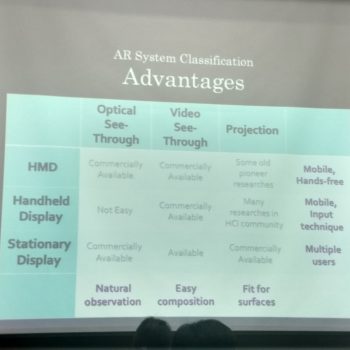 AR System Classification
Advantages
Optical See-Through
Video See-Through
Projection
HMD
Commercially Available
Commercially Available
Some old pioneer researches
Mobile, Hands-free
Handheld Display
Not Easy
Commercially Available
Many researches in HCI community
Mobile, Input technique
Stationary Display
Commercially Available
Available
Commercially Available
Multiple users
Natural observation
Easy composition
Fit for surfaces